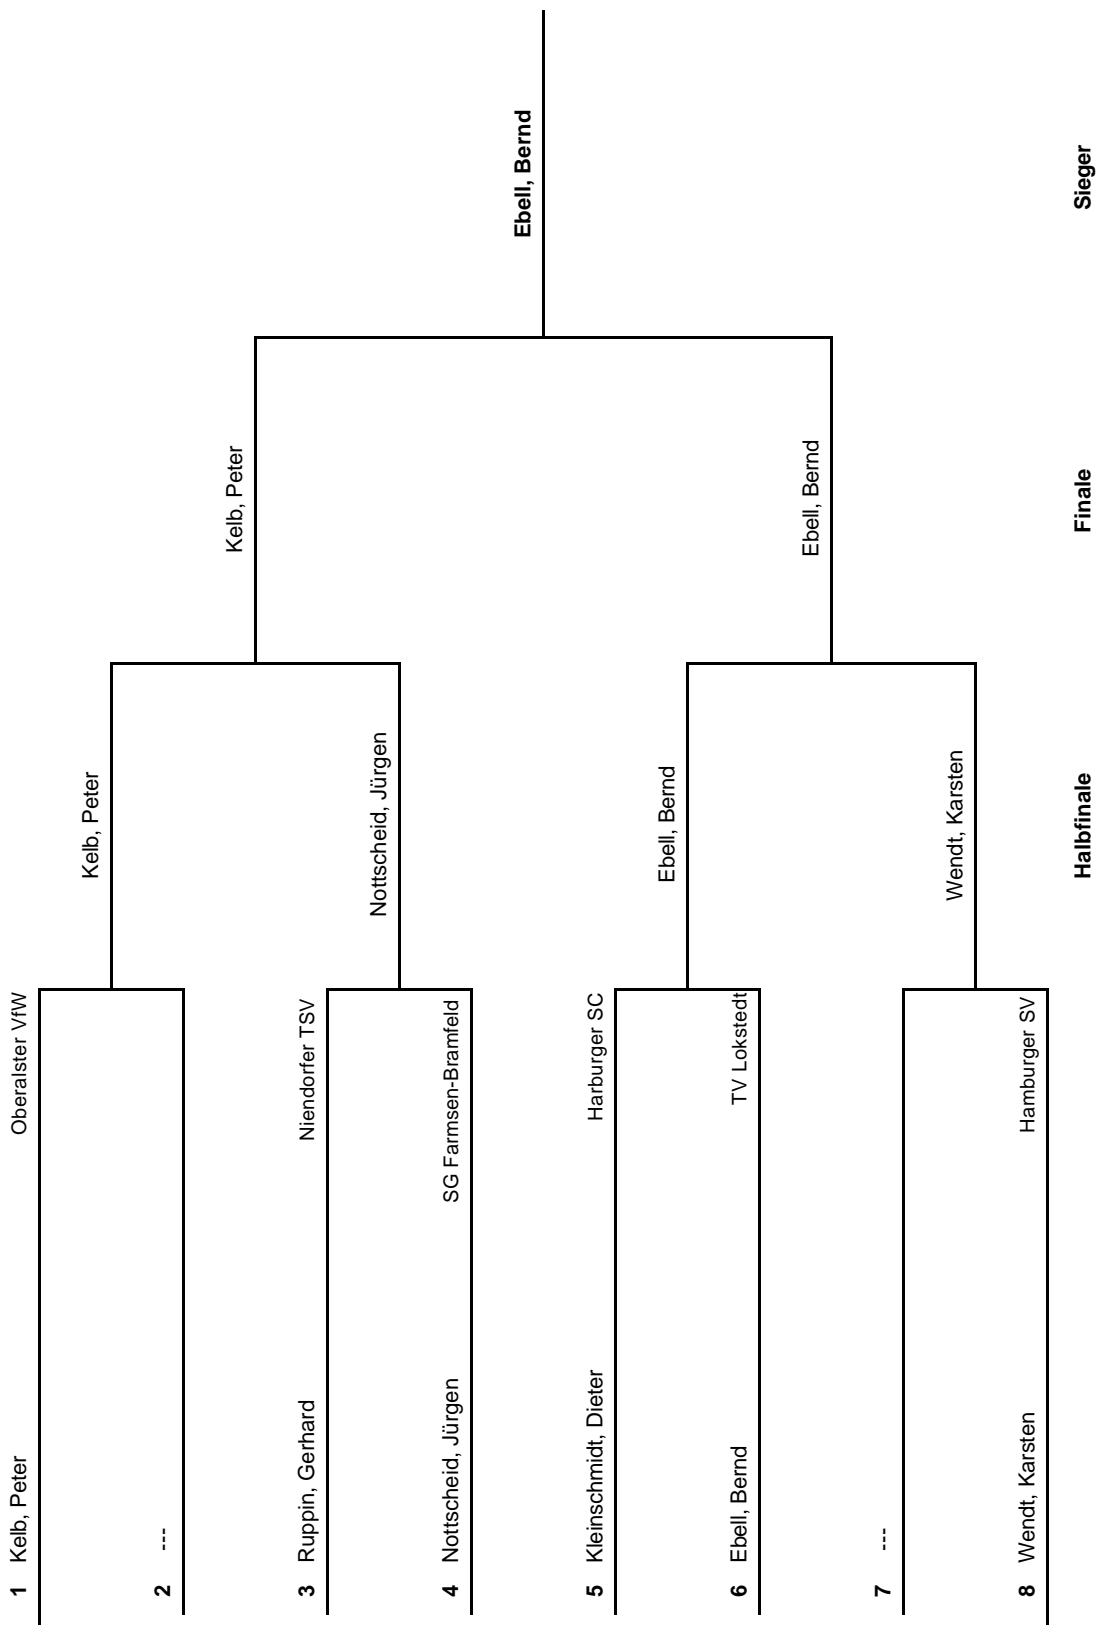 1 Kelb, Peter Oberalster VfW
2 ---
3 Ruppin, Gerhard Niendorfer TSV
4 Nottscheid, Jürgen SG Farmsen-Bramfeld
5 Kleinschmidt, Dieter Harburger SC
6 Ebell, Bernd TV Lokstedt
7 ---
8 Wendt, Karsten Hamburger SV
Kelb, Peter
Nottscheid, Jürgen
Ebell, Bernd
Wendt, Karsten
Halbfinale
Kelb, Peter
Ebell, Bernd
Finale
Ebell, Bernd
Sieger